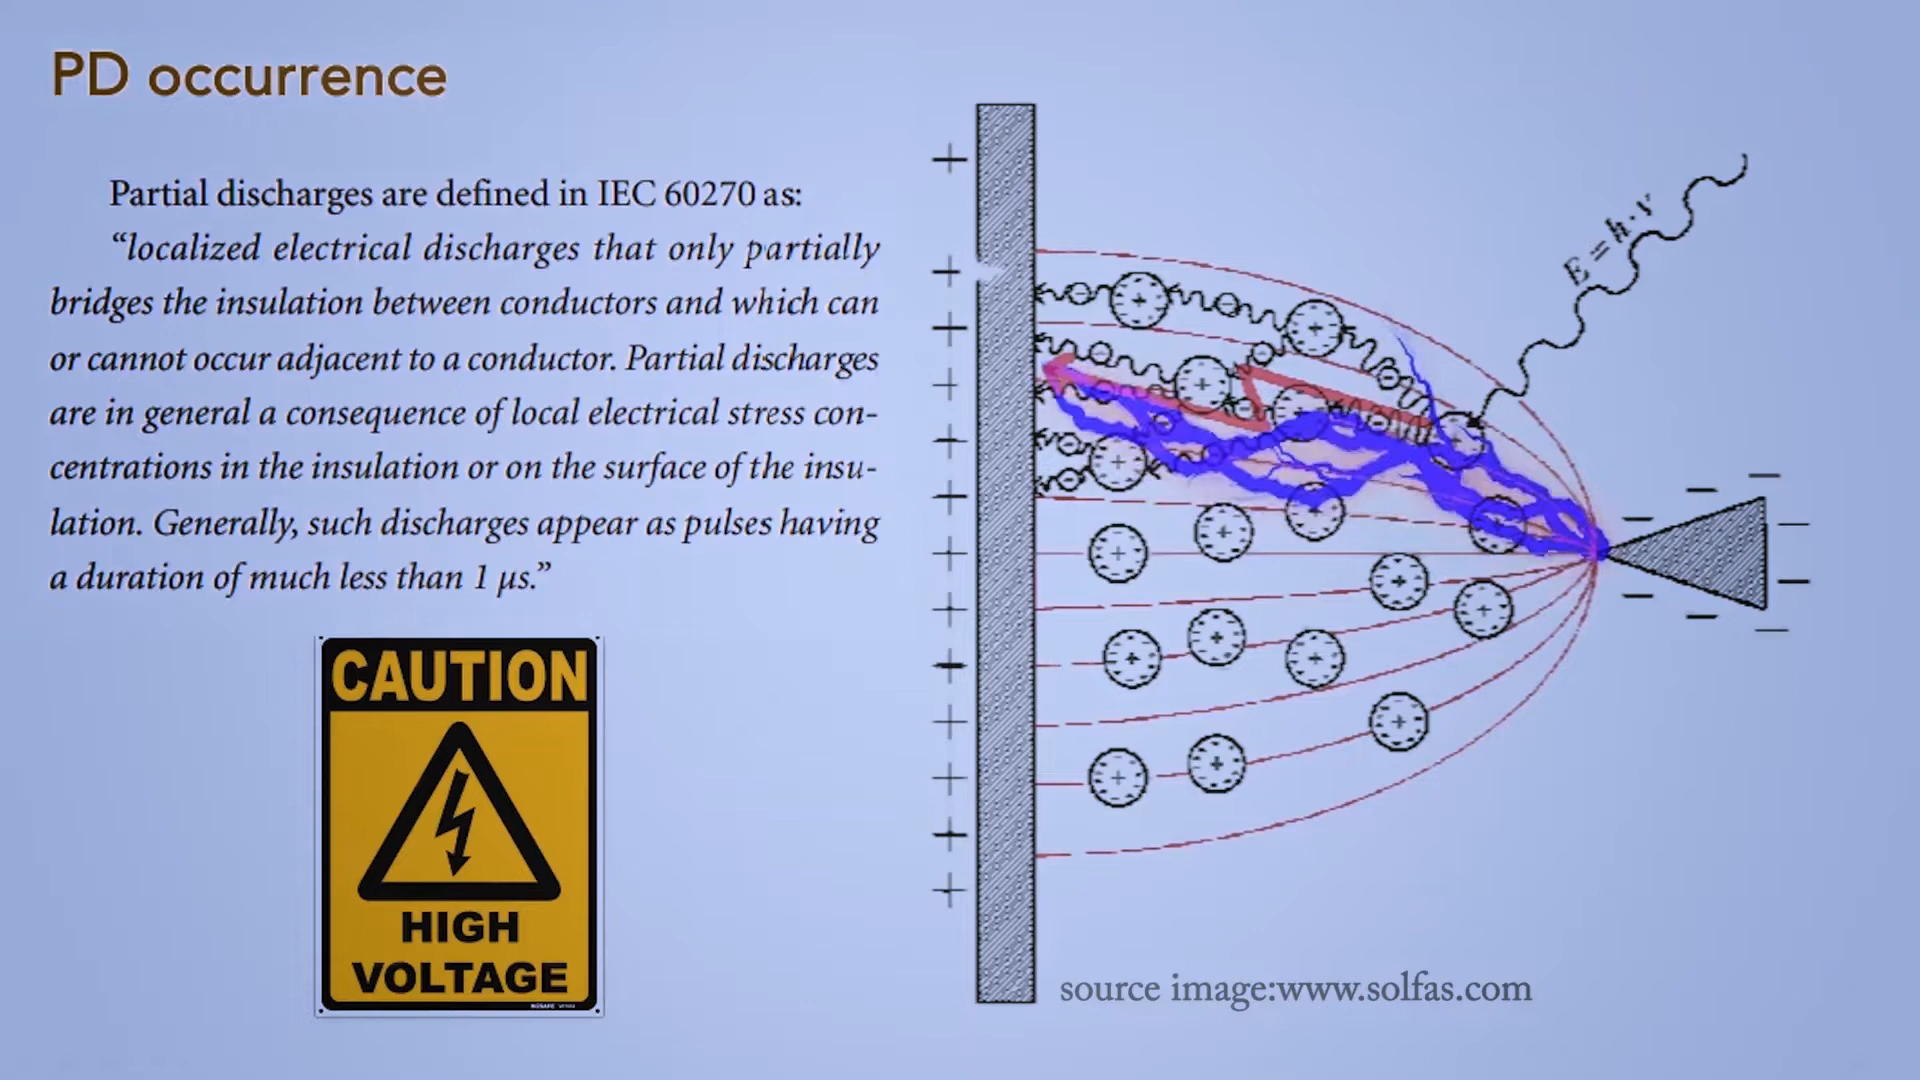 PD occurrence
Partial discharges are defined in IEC 60270 as:
“localized electrical discharges that only partially
bridges the insulation between conductors and which can
or cannot occur adjacent to a conductor. Partial discharges
are in general a consequence of local electrical stress con-
centrations in the insulation or on the surface of the insu-
lation. Generally, such discharges appear as pulses having
a duration of much less than 1 μs.”
E = h · v
CAUTION
HIGH
VOLTAGE
source image:www.solfas.com